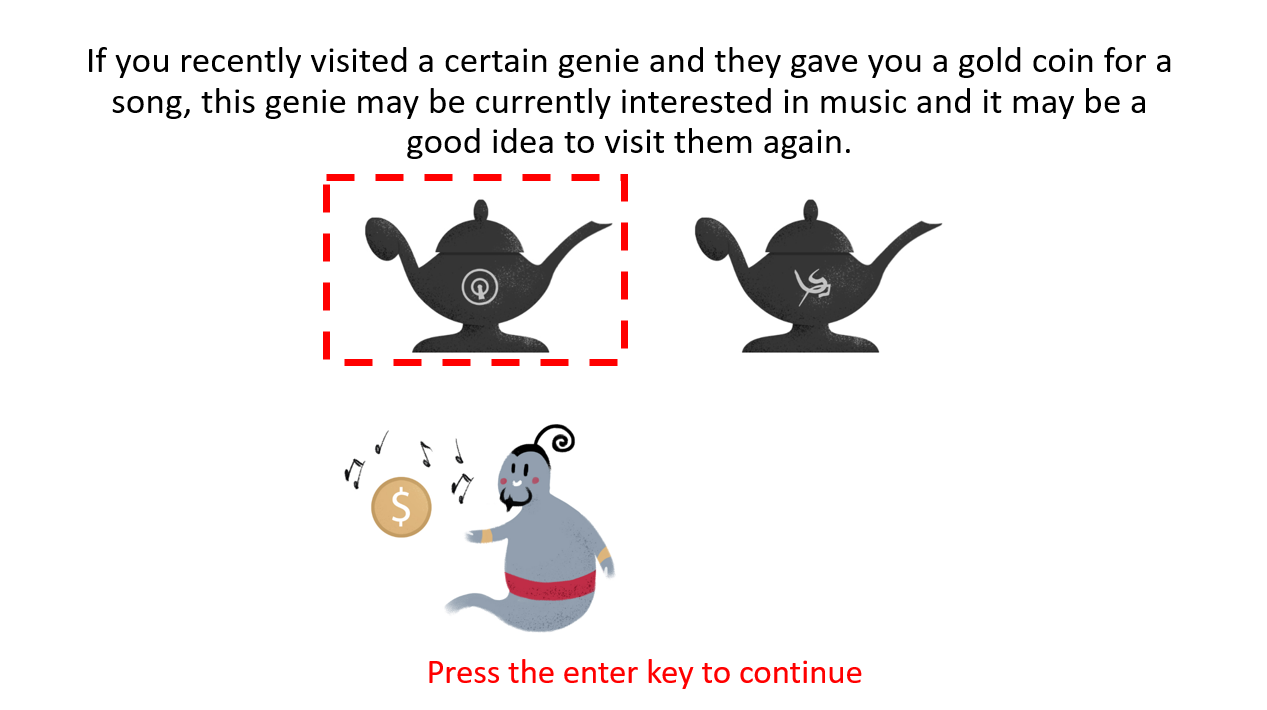 If you recently visited a certain genie and they gave you a gold coin for a
song, this genie may be currently interested in music and it may be a
good idea to visit them again.
$
Press the enter key to continue